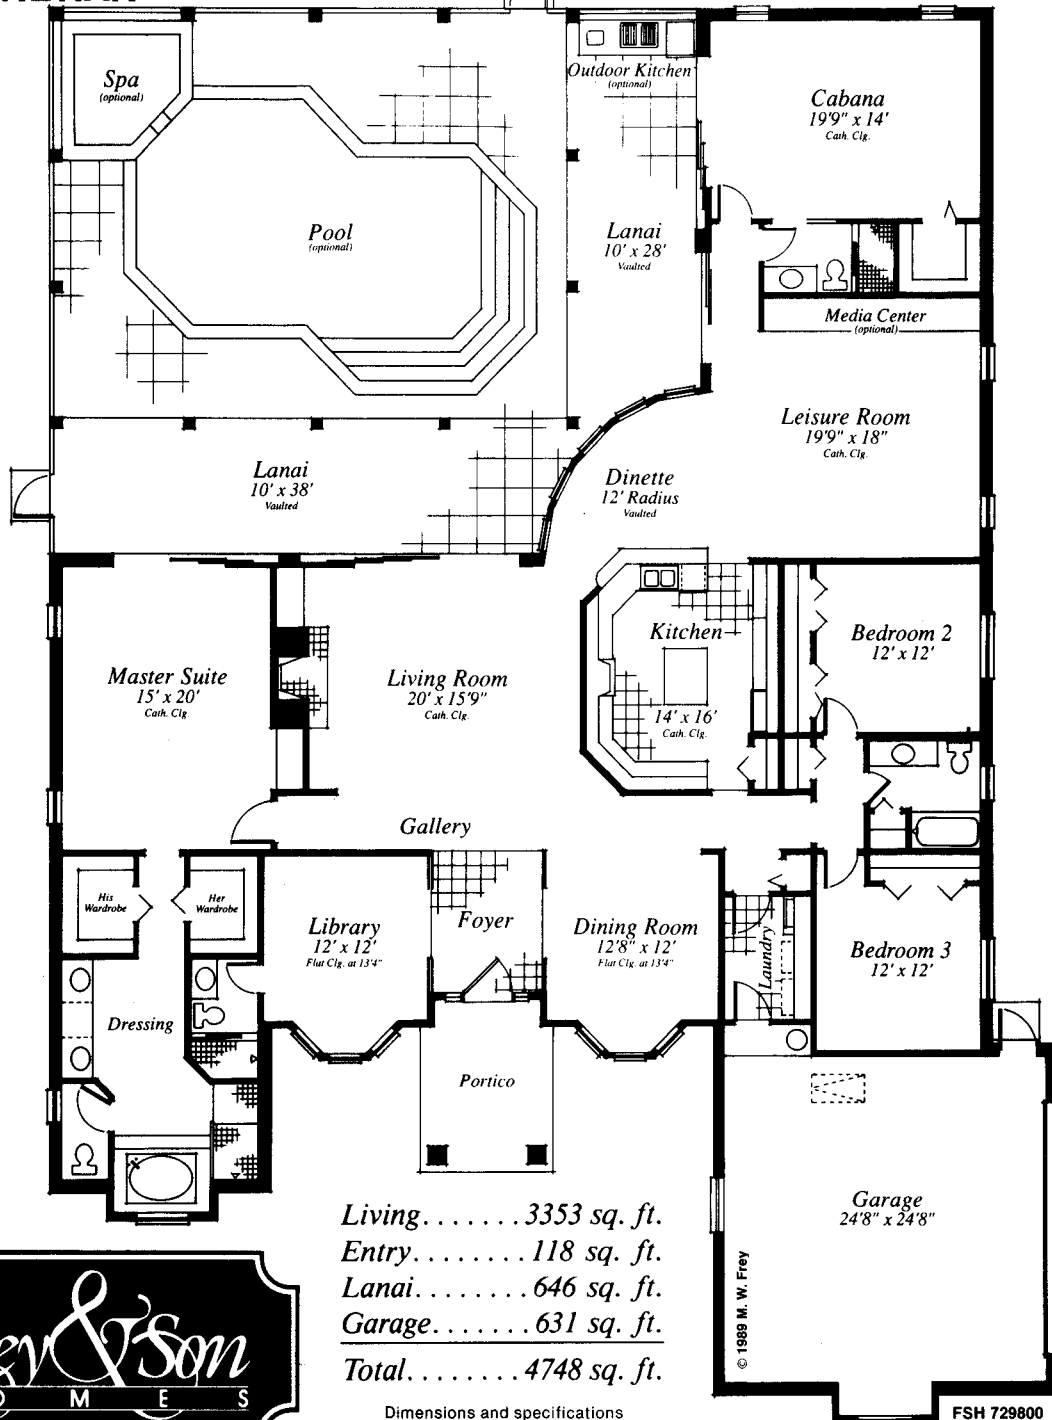 Spa
(optional)
Outdoor Kitchen
(optional)
Cabana
19'9" x 14'
Cath. Clg.
Pool
(optional)
Lanai
10' x 28'
Vaulted
Media Center
(optional)
Leisure Room
19'9" x 18"
Cath. Clg.
Lanai
10' x 38'
Vaulted
Dinette
12' Radius
Vaulted
Master Suite
15' x 20'
Cath. Clg.
Living Room
20' x 15'9"
Cath. Clg.
Kitchen
14' x 16'
Cath. Clg.
Bedroom 2
12' x 12'
Gallery
His
Wardrobe
Her
Wardrobe
Library
12' x 12'
Flat Clg. at 13'4"
Foyer
Dining Room
12'8" x 12'
Flat Clg. at 13'4"
Laundry
Bedroom 3
12' x 12'
Dressing
Portico
Garage
24'8" x 24'8"
Living.......3353 sq. ft.
Entry........118 sq. ft.
Lanai........646 sq. ft.
Garage.......631 sq. ft.
Total........4748 sq. ft.
© 1989 M. W. Frey
ey & Son
M E S
Dimensions and specifications
FSH 729800